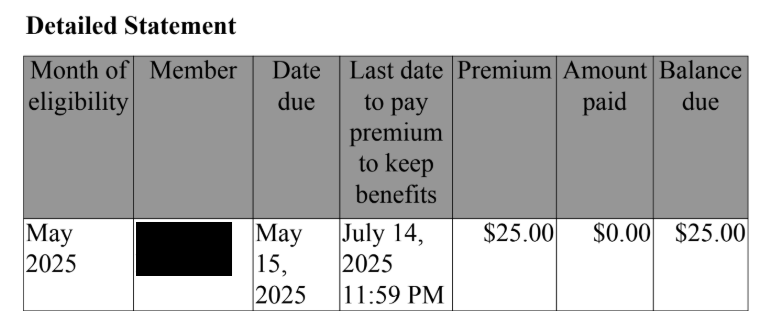 Detailed Statement
Month of eligibility
Member
Date due
Last date to pay premium to keep benefits
Premium
Amount paid
Balance due
May 2025
May 15, 2025
July 14, 2025 11:59 PM
$25.00
$0.00
$25.00